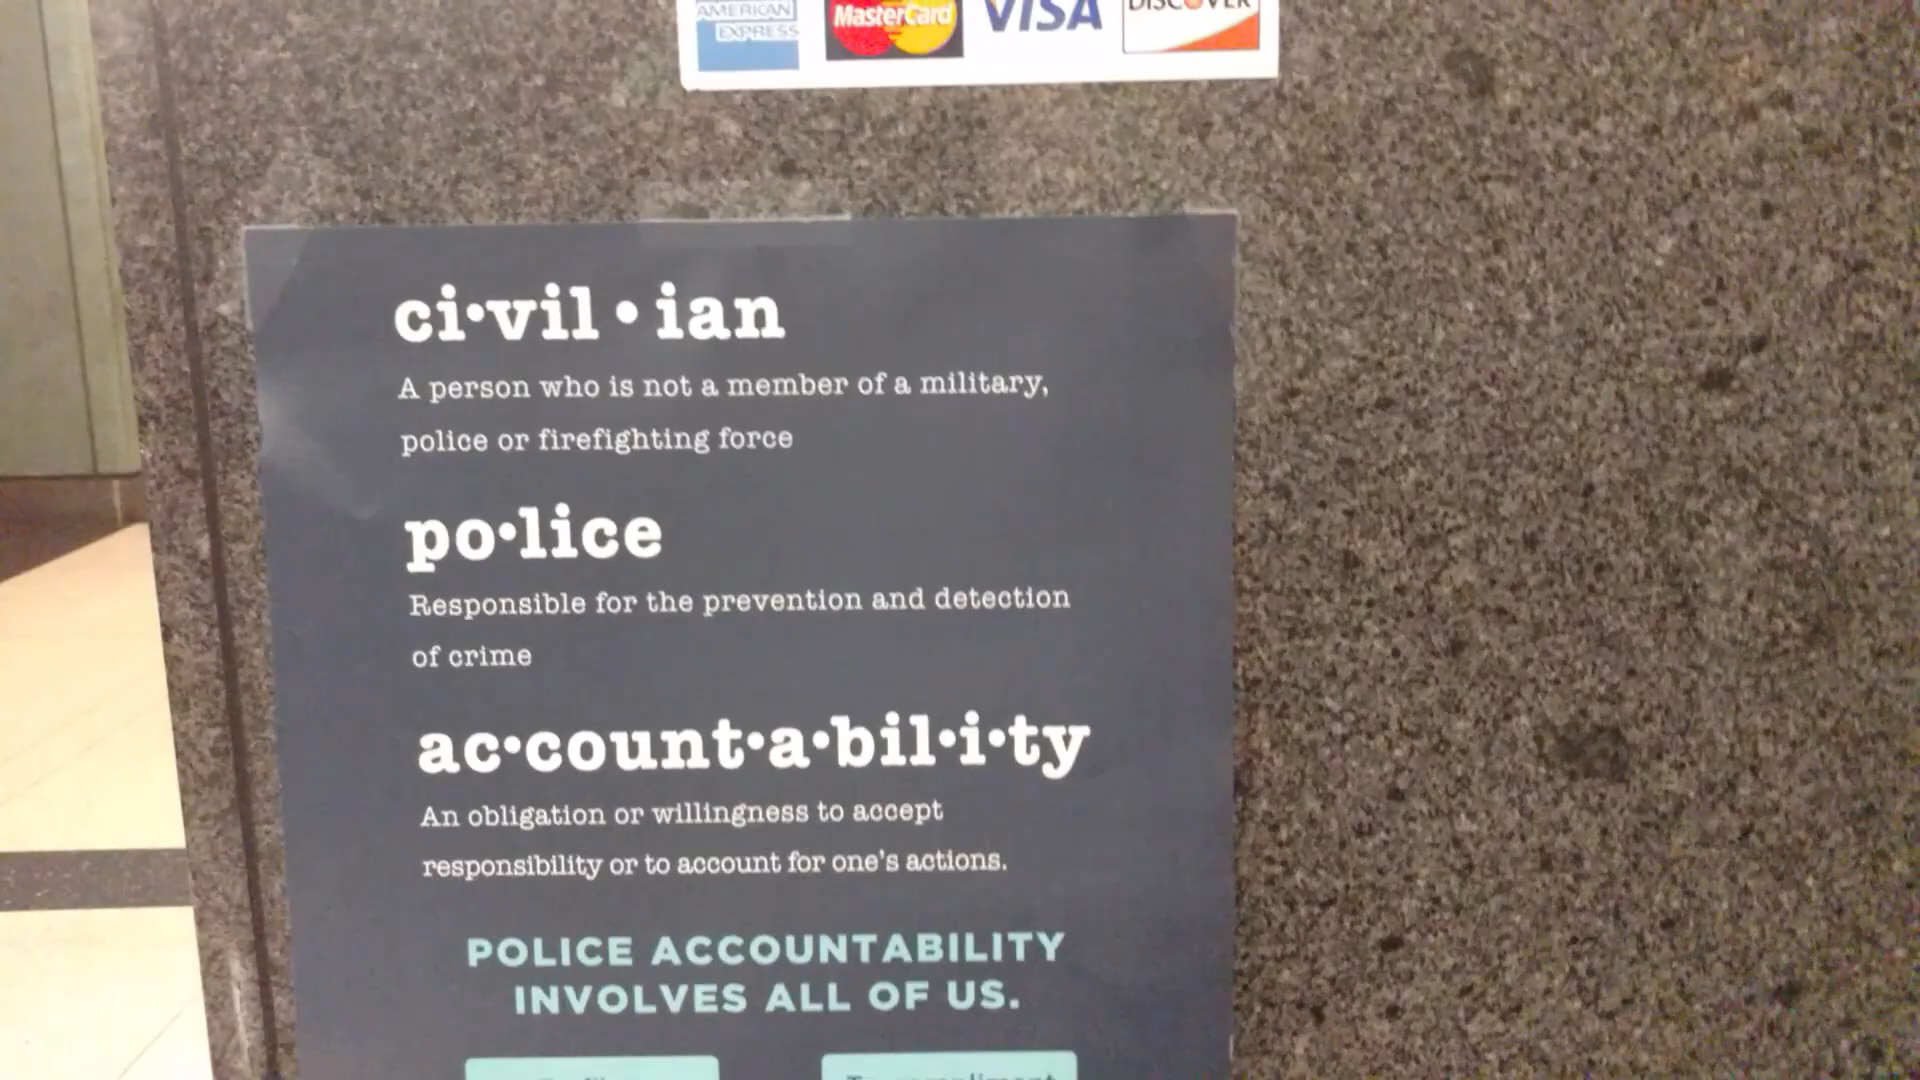 AMERICAN EXPRESS MasterCard VISA DISCOVER
ci•vil • ian
A person who is not a member of a military,
police or firefighting force
po•lice
Responsible for the prevention and detection
of crime
ac•count•a•bil•i•ty
An obligation or willingness to accept
responsibility or to account for one's actions.
POLICE ACCOUNTABILITY
INVOLVES ALL OF US.